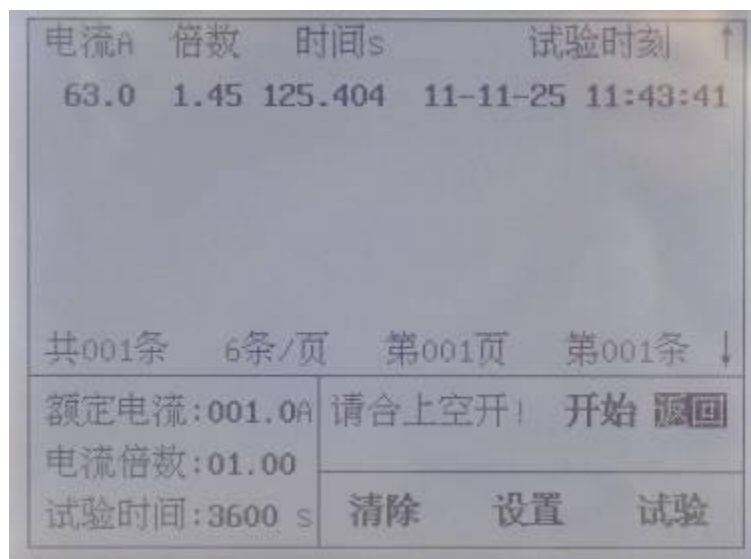 电流A 倍数 时间s 试验时刻 ↑
63.0 1.45 125.404 11-11-25 11:43:41
共001条 6条/页 第001页 第001条 ↓
额定电流:001.0A
电流倍数:01.00
试验时间:3600 s
请合上空开! 开始 返回
清除 设置 试验